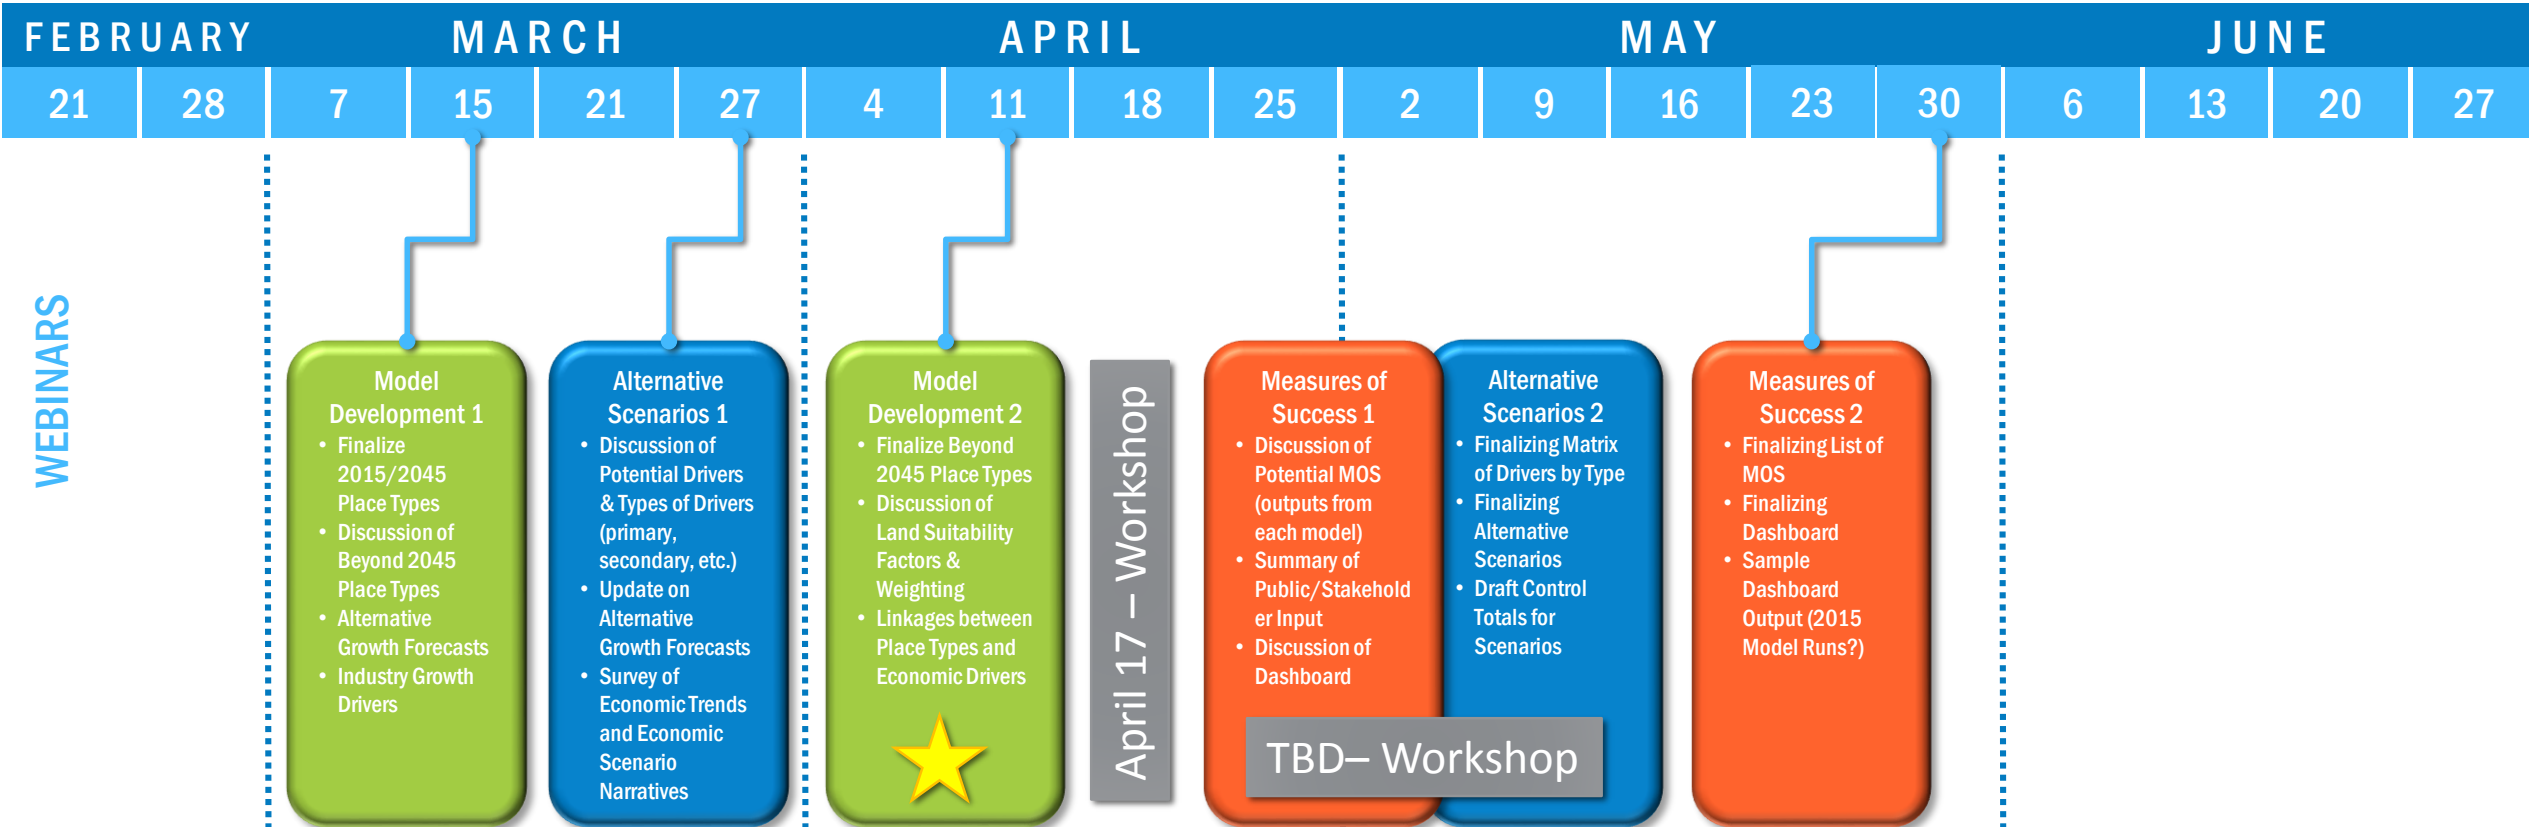 FEBRUARY MARCH APRIL MAY JUNE
21 28 7 15 21 27 4 11 18 25 2 9 16 23 30 6 13 20 27
WEBINARS
Model
Development 1
• Finalize
2015/2045
Place Types
• Discussion of
Beyond 2045
Place Types
• Alternative
Growth Forecasts
• Industry Growth
Drivers
Alternative
Scenarios 1
• Discussion of
Potential Drivers
& Types of Drivers
(primary,
secondary, etc.)
• Update on
Alternative
Growth Forecasts
• Survey of
Economic Trends
and Economic
Scenario
Narratives
Model
Development 2
• Finalize Beyond
2045 Place Types
• Discussion of
Land Suitability
Factors &
Weighting
• Linkages between
Place Types and
Economic Drivers
April 17 – Workshop
Measures of
Success 1
• Discussion of
Potential MOS
(outputs from
each model)
• Summary of
Public/Stakehold
er Input
• Discussion of
Dashboard
Alternative
Scenarios 2
• Finalizing Matrix
of Drivers by Type
• Finalizing
Alternative
Scenarios
• Draft Control
Totals for
Scenarios
TBD– Workshop
Measures of
Success 2
• Finalizing List of
MOS
• Finalizing
Dashboard
• Sample
Dashboard
Output (2015
Model Runs?)